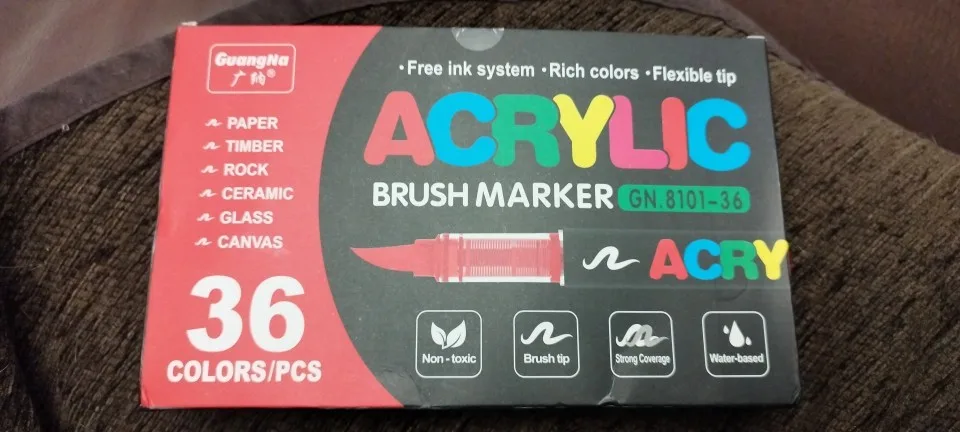 GuangNa
广纳®
PAPER
TIMBER
ROCK
CERAMIC
GLASS
CANVAS
36
COLORS/PCS
•Free ink system •Rich colors •Flexible tip
ACRYLIC
BRUSH MARKER GN.8101-36
ACRY
Non-toxic
Brush tip
Strong Coverage
Water-based